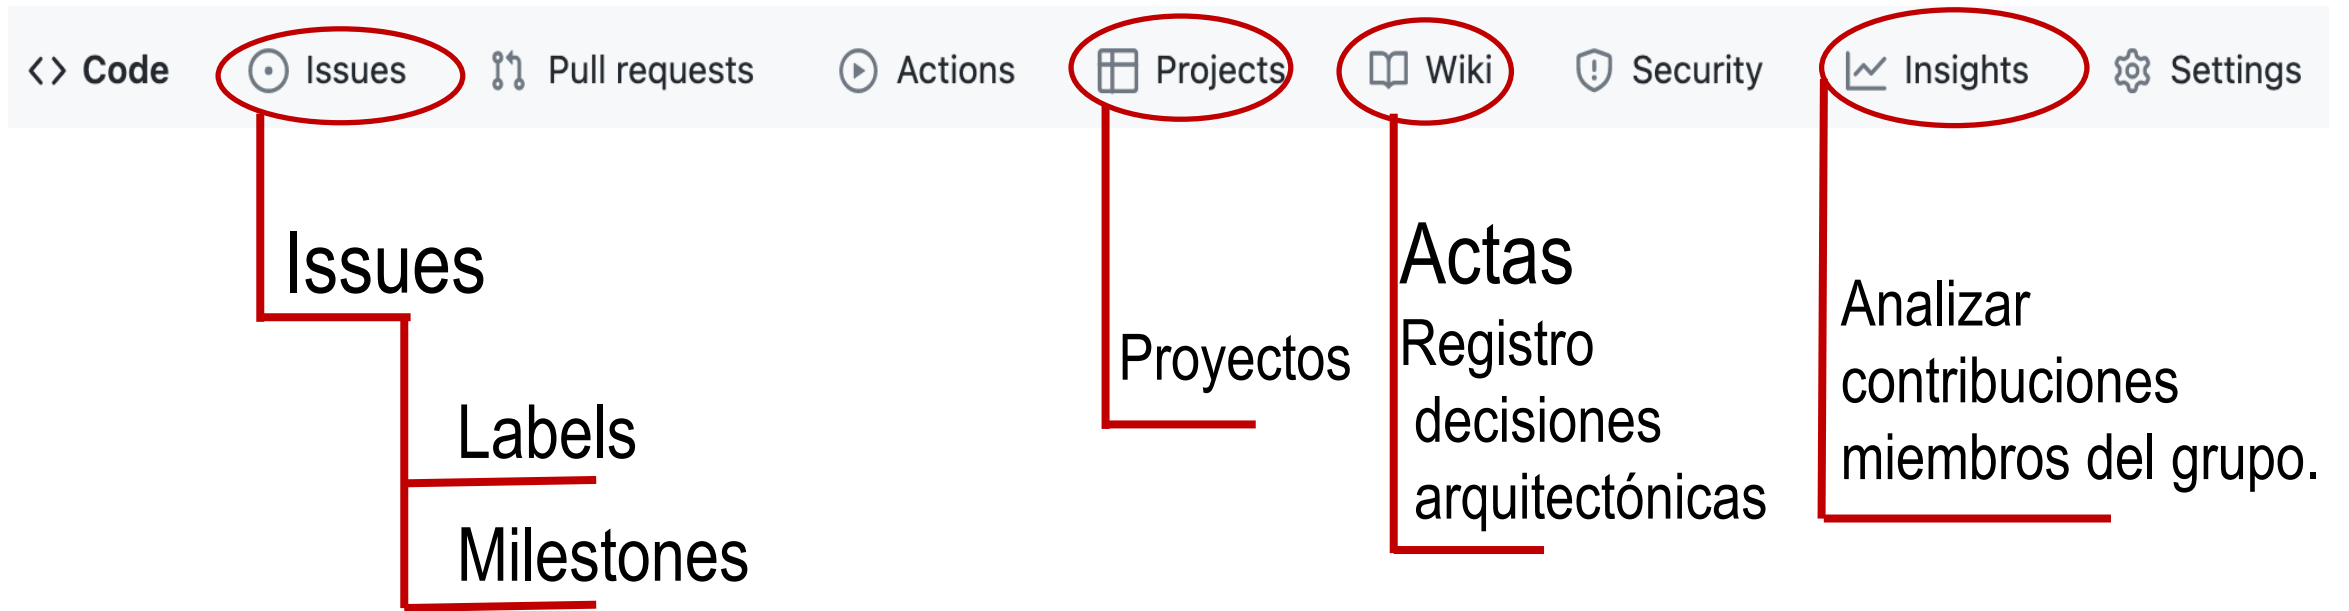 <> Code Issues Pull requests Actions Projects Wiki Security Insights Settings
Issues
Labels
Milestones
Proyectos
Actas
Registro
decisiones
arquitectónicas
Analizar
contribuciones
miembros del grupo.